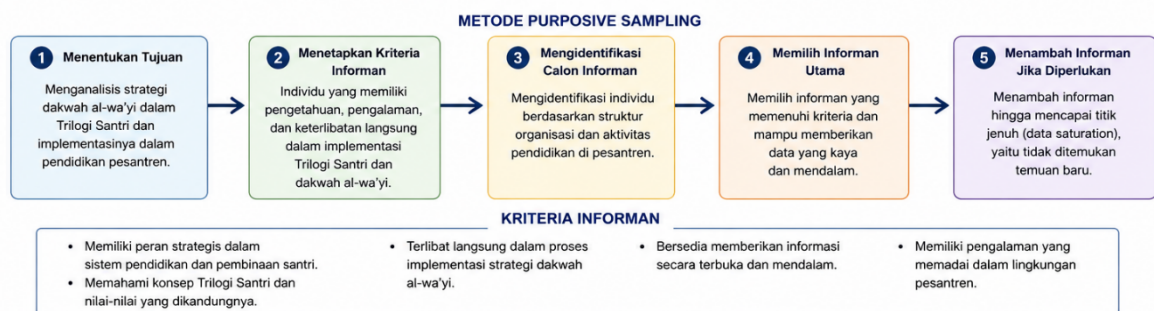 METODE PURPOSIVE SAMPLING
1 Menentukan Tujuan
Menganalisis strategi
dakwah al-wa'yi dalam
Trilogi Santri dan
implementasinya dalam
pendidikan pesantren.
2 Menetapkan Kriteria
Informan
Individu yang memiliki
pengetahuan, pengalaman,
dan keterlibatan langsung
dalam implementasi
Trilogi Santri dan
dakwah al-wa'yi.
3 Mengidentifikasi
Calon Informan
Mengidentifikasi individu
berdasarkan struktur
organisasi dan aktivitas
pendidikan di pesantren.
4 Memilih Informan
Utama
Memilih informan yang
memenuhi kriteria dan
mampu memberikan
data yang kaya
dan mendalam.
5 Menambah Informan
Jika Diperlukan
Menambah informan
hingga mencapai titik
jenuh (data saturation),
yaitu tidak ditemukan
temuan baru.
KRITERIA INFORMAN
• Memiliki peran strategis dalam
sistem pendidikan dan pembinaan santri.
• Memahami konsep Trilogi Santri dan
nilai-nilai yang dikandungnya.
• Terlibat langsung dalam proses
implementasi strategi dakwah
al-wa'yi.
• Bersedia memberikan informasi
secara terbuka dan mendalam.
• Memiliki pengalaman yang
memadai dalam lingkungan
pesantren.